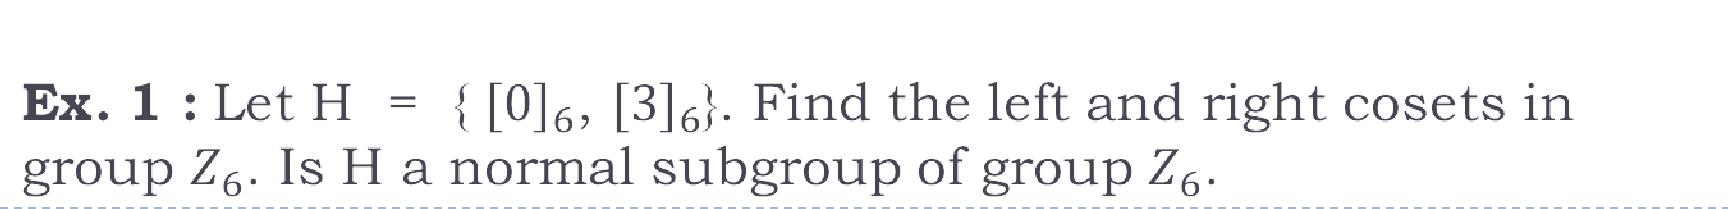 Ex. 1 : Let H = { [0]₆, [3]₆}. Find the left and right cosets in
group Z₆. Is H a normal subgroup of group Z₆.